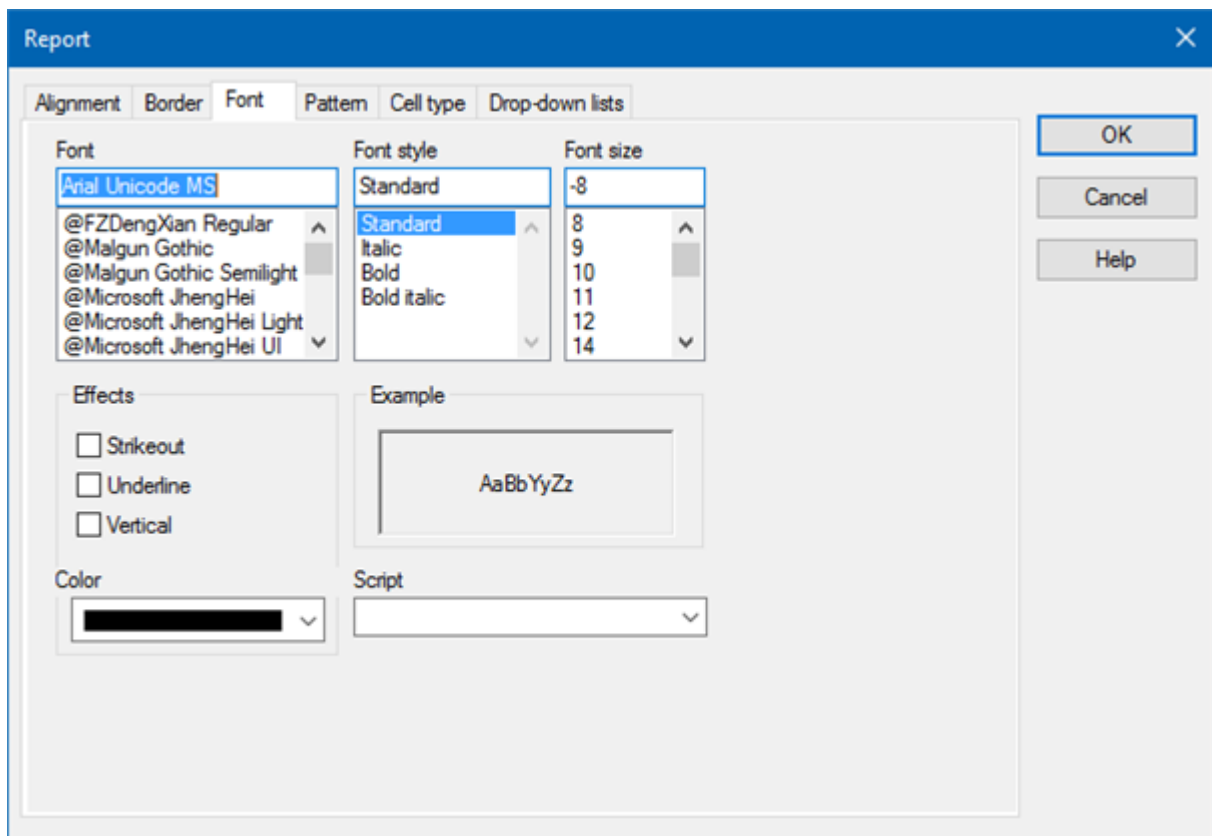 Report
Alignment Border Font Pattern Cell type Drop-down lists
OK
Cancel
Help
Font Font style Font size
Arial Unicode MS Standard -8
@FZDengXian Regular Standard 8
@Malgun Gothic Italic 9
@Malgun Gothic Semilight Bold 10
@Microsoft JhengHei Bold italic 11
@Microsoft JhengHei Light 12
@Microsoft JhengHei UI 14
Effects Example
Strikeout
Underline
Vertical
AaBbYyZz
Color Script